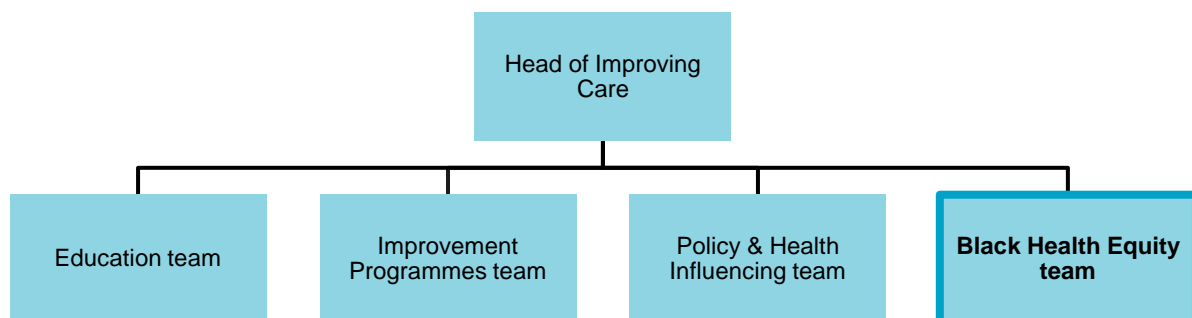 Head of Improving
Care
Education team
Improvement
Programmes team
Policy & Health
Influencing team
Black Health Equity
team